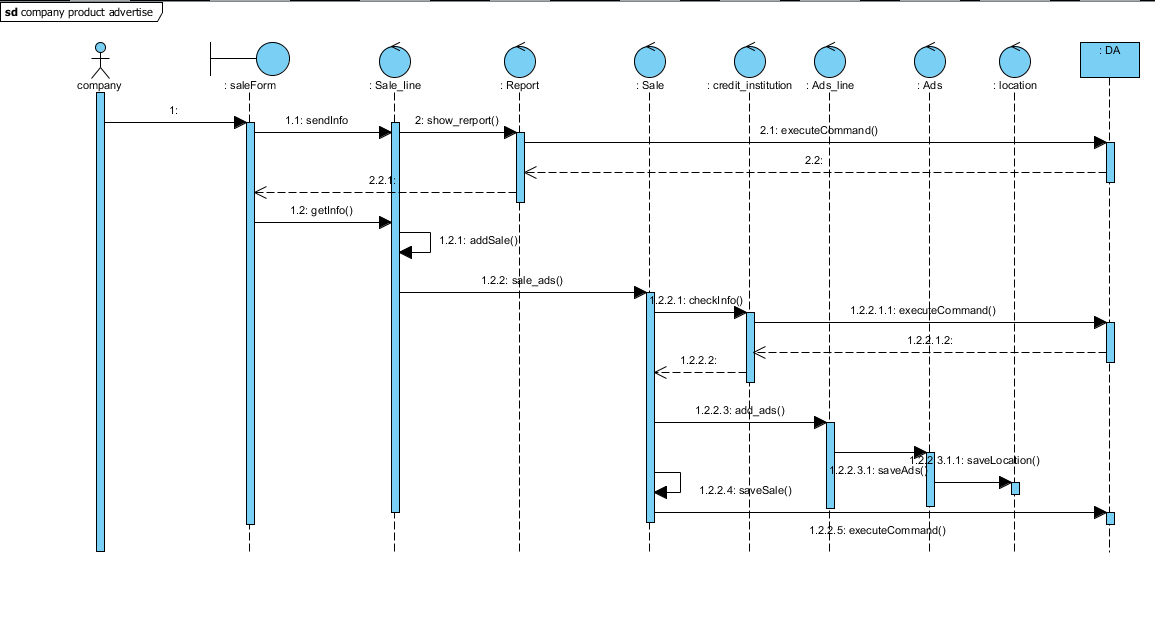 sd company product advertise
company
: saleForm
: Sale_line
: Report
: Sale
: credit_institution
: Ads_line
: Ads
: location
: DA
1:
1.1: sendInfo
2: show_rerport()
2.1: executeCommand()
2.2:
2.2.1:
1.2: getInfo()
1.2.1: addSale()
1.2.2: sale_ads()
1.2.2.1: checkInfo()
1.2.2.1.1: executeCommand()
1.2.2.1.2:
1.2.2.2:
1.2.2.3: add_ads()
1.2.2.3.1.1: saveLocation()
1.2.2.3.1: saveAds()
1.2.2.4: saveSale()
1.2.2.5: executeCommand()